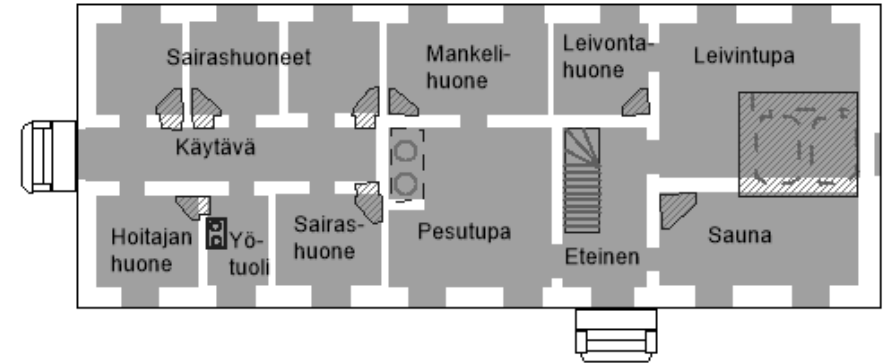 Sairashuoneet
Mankeli-
huone
Leivonta-
huone
Leivintupa
Käytävä
Hoitajan
huone
Yö-
tuoli
Sairas-
huone
Pesutupa
Eteinen
Sauna